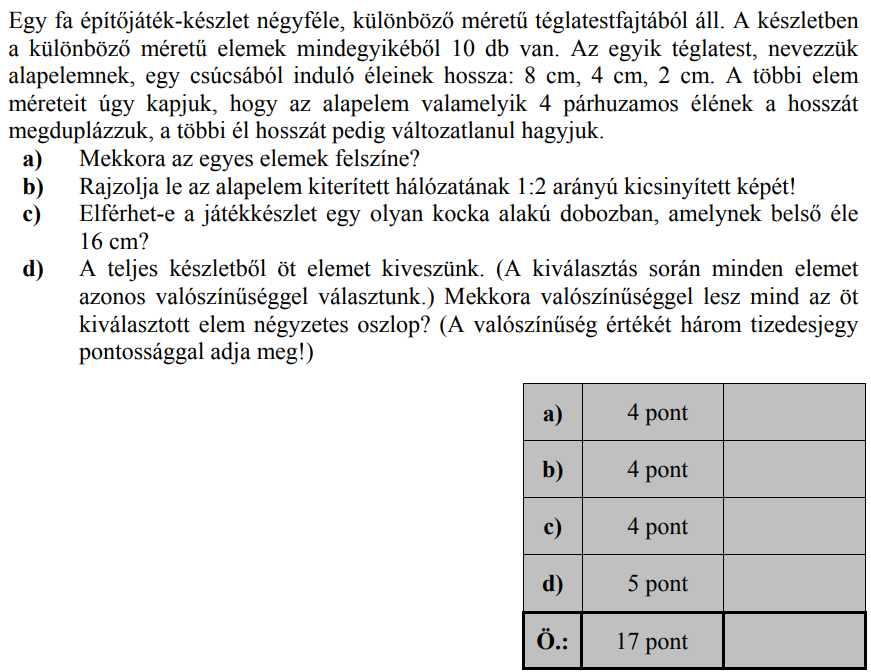 Egy fa építőjáték-készlet négyféle, különböző méretű téglatestfajtából áll. A készletben
a különböző méretű elemek mindegyikéből 10 db van. Az egyik téglatest, nevezzük
alapelemnek, egy csúcsából induló éleinek hossza: 8 cm, 4 cm, 2 cm. A többi elem
méreteit úgy kapjuk, hogy az alapelem valamelyik 4 párhuzamos élének a hosszát
megduplázzuk, a többi él hosszát pedig változatlanul hagyjuk.
a) Mekkora az egyes elemek felszíne?
b) Rajzolja le az alapelem kiterített hálózatának 1:2 arányú kicsinyített képét!
c) Elférhet-e a játékkészlet egy olyan kocka alakú dobozban, amelynek belső éle
16 cm?
d) A teljes készletből öt elemet kiveszünk. (A kiválasztás során minden elemet
azonos valószínűséggel választunk.) Mekkora valószínűséggel lesz mind az öt
kiválasztott elem négyzetes oszlop? (A valószínűség értékét három tizedesjegy
pontossággal adja meg!)
a) 4 pont
b) 4 pont
c) 4 pont
d) 5 pont
Ö.: 17 pont